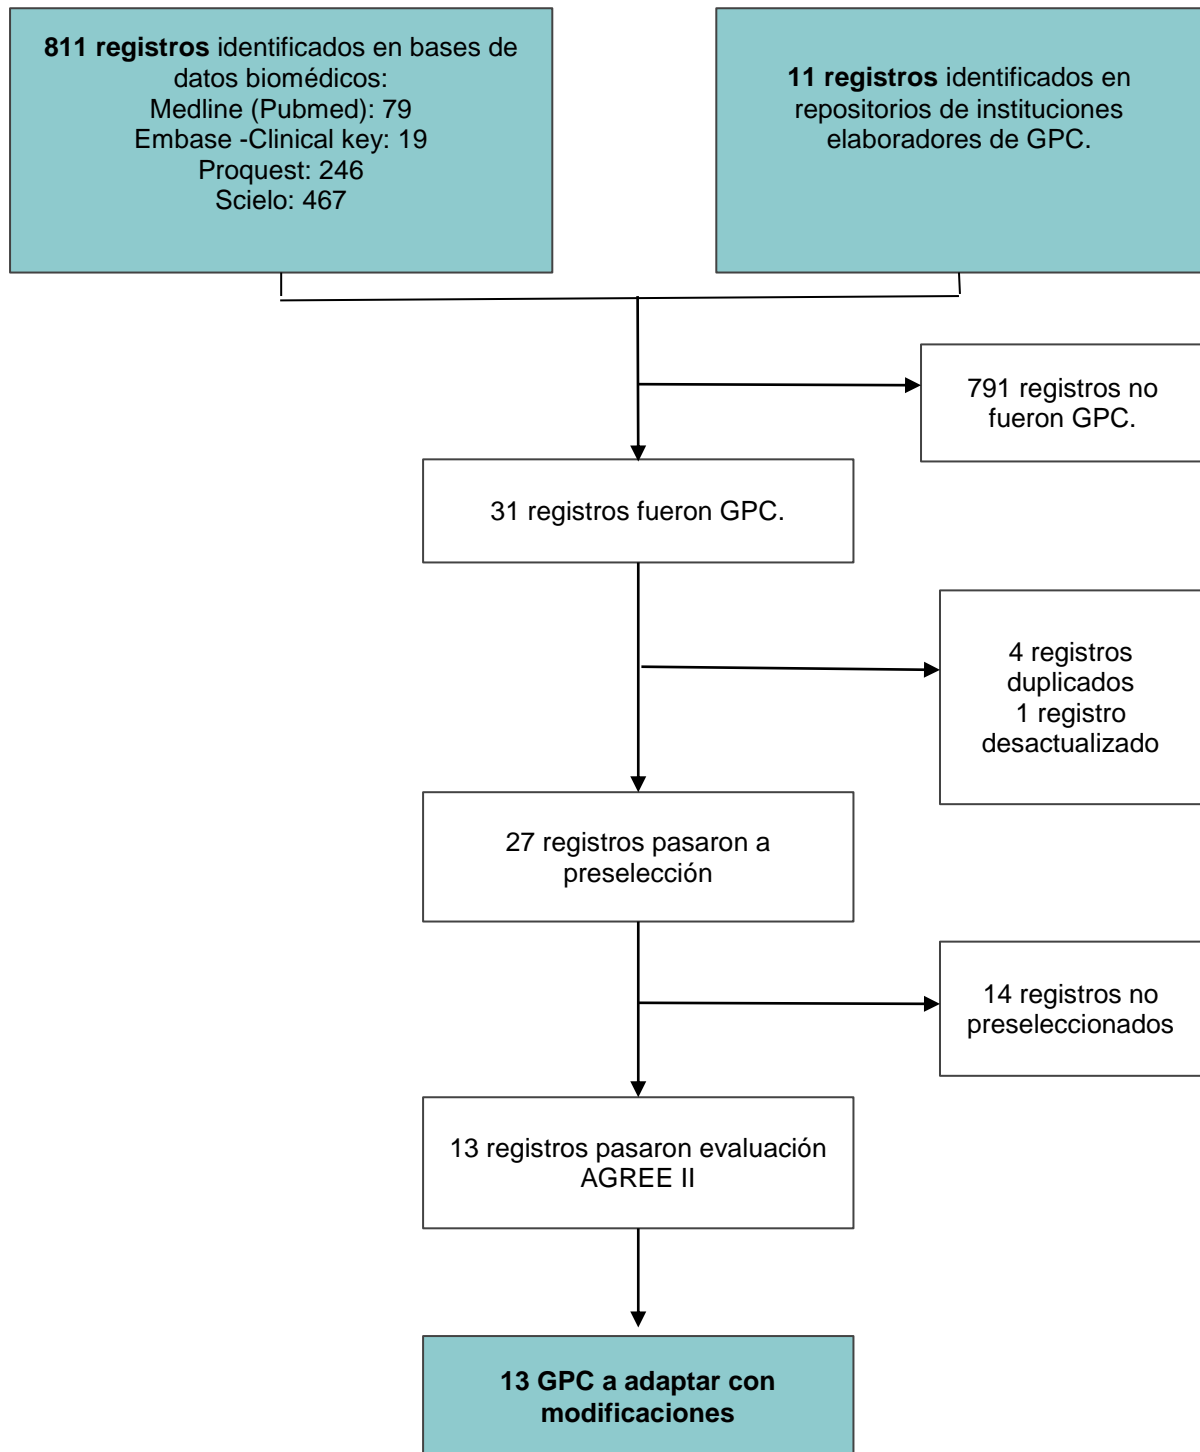 811 registros identificados en bases de
datos biomédicos:
Medline (Pubmed): 79
Embase -Clinical key: 19
Proquest: 246
Scielo: 467
11 registros identificados en
repositorios de instituciones
elaboradores de GPC.
791 registros no
fueron GPC.
31 registros fueron GPC.
4 registros
duplicados
1 registro
desactualizado
27 registros pasaron a
preselección
14 registros no
preseleccionados
13 registros pasaron evaluación
AGREE II
13 GPC a adaptar con
modificaciones